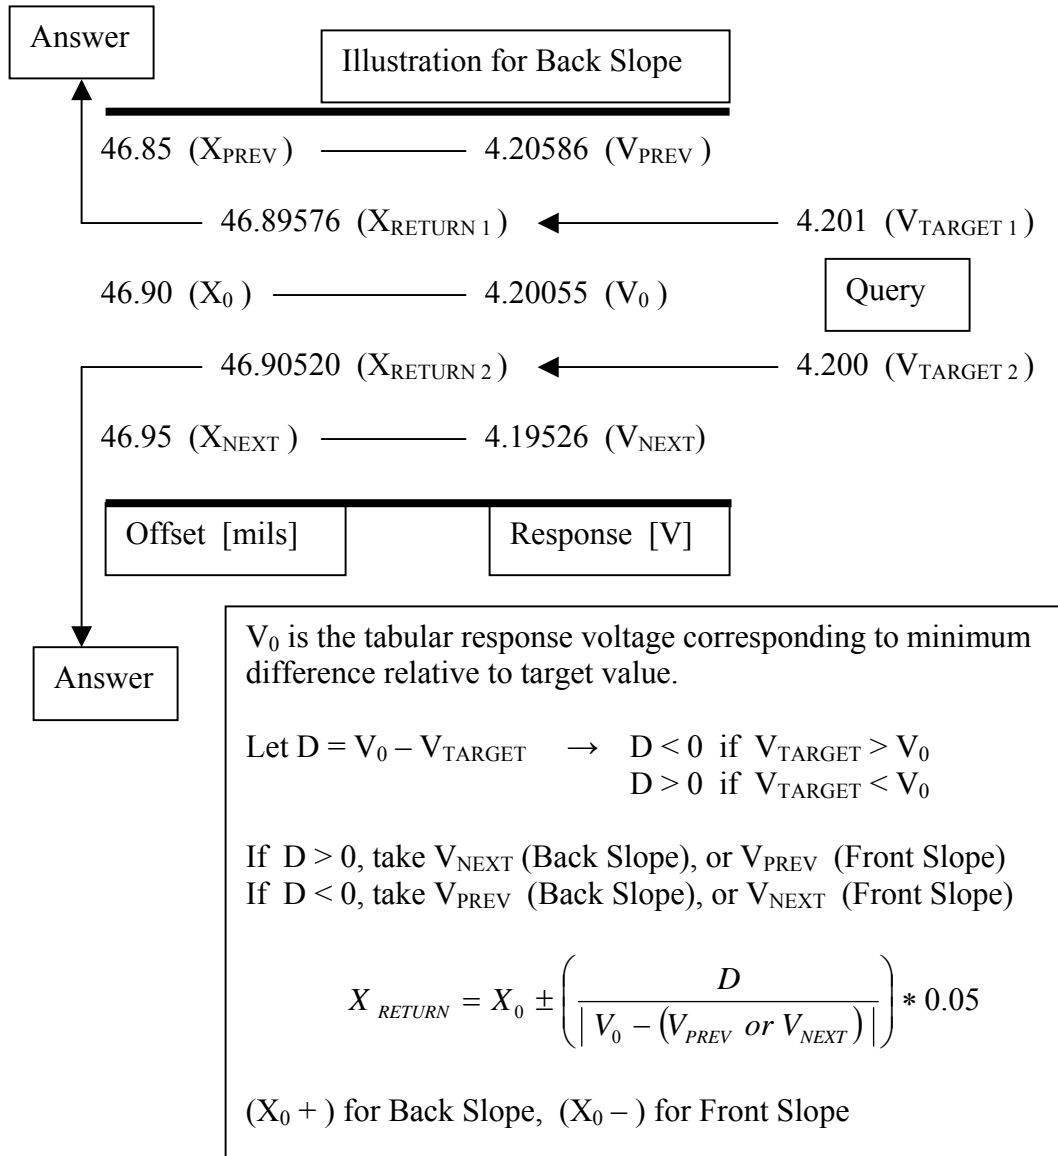 Answer
Illustration for Back Slope
46.85 (XPREV) 4.20586 (VPREV)
46.89576 (XRETURN 1) 4.201 (VTARGET 1)
46.90 (X0) 4.20055 (V0) Query
46.90520 (XRETURN 2) 4.200 (VTARGET 2)
46.95 (XNEXT) 4.19526 (VNEXT)
Offset [mils] Response [V]
Answer
V0 is the tabular response voltage corresponding to minimum
difference relative to target value.
Let D = V0 – VTARGET → D < 0 if VTARGET > V0
D > 0 if VTARGET < V0
If D > 0, take VNEXT (Back Slope), or VPREV (Front Slope)
If D < 0, take VPREV (Back Slope), or VNEXT (Front Slope)
X RETURN = X0 ± ( D / | V0 – (VPREV or VNEXT) | ) * 0.05
(X0 + ) for Back Slope, (X0 – ) for Front Slope